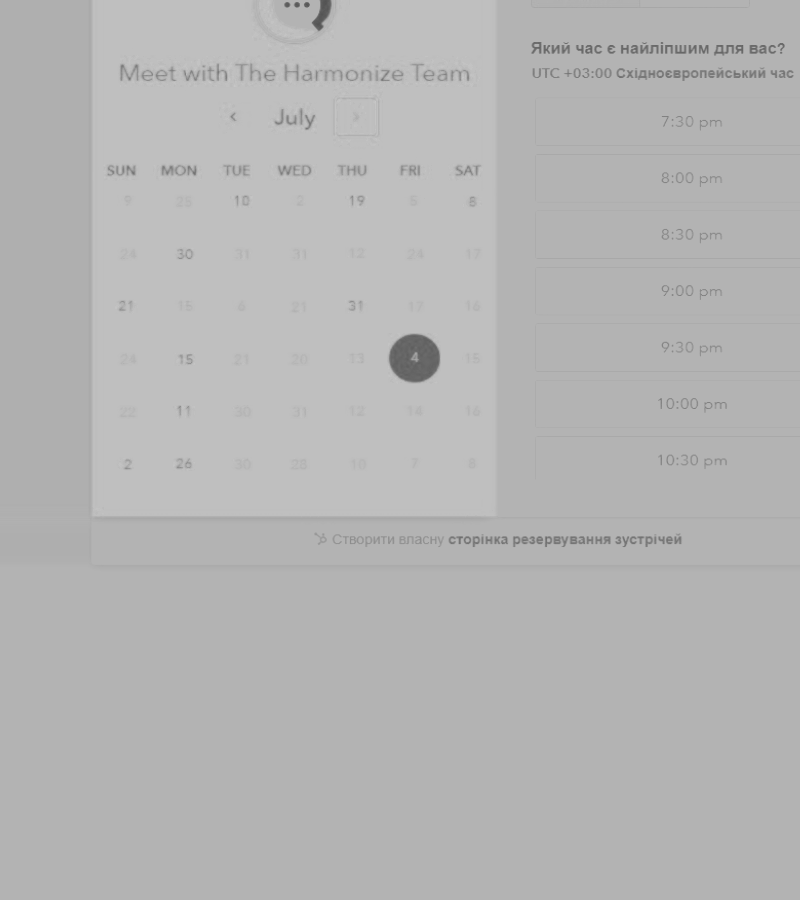 Meet with The Harmonize Team
July
SUN MON TUE WED THU FRI SAT
9 28 10 2 19 5 8
24 30 31 31 12 24 17
21 15 6 21 31 17 16
24 15 21 20 13 4 15
22 11 30 31 12 14 16
2 26 30 28 10 7 8
Який час є найліпшим для вас?
UTC +03:00 Східноєвропейський час
7:30 pm
8:00 pm
8:30 pm
9:00 pm
9:30 pm
10:00 pm
10:30 pm
Створити власну сторінка резервування зустрічей